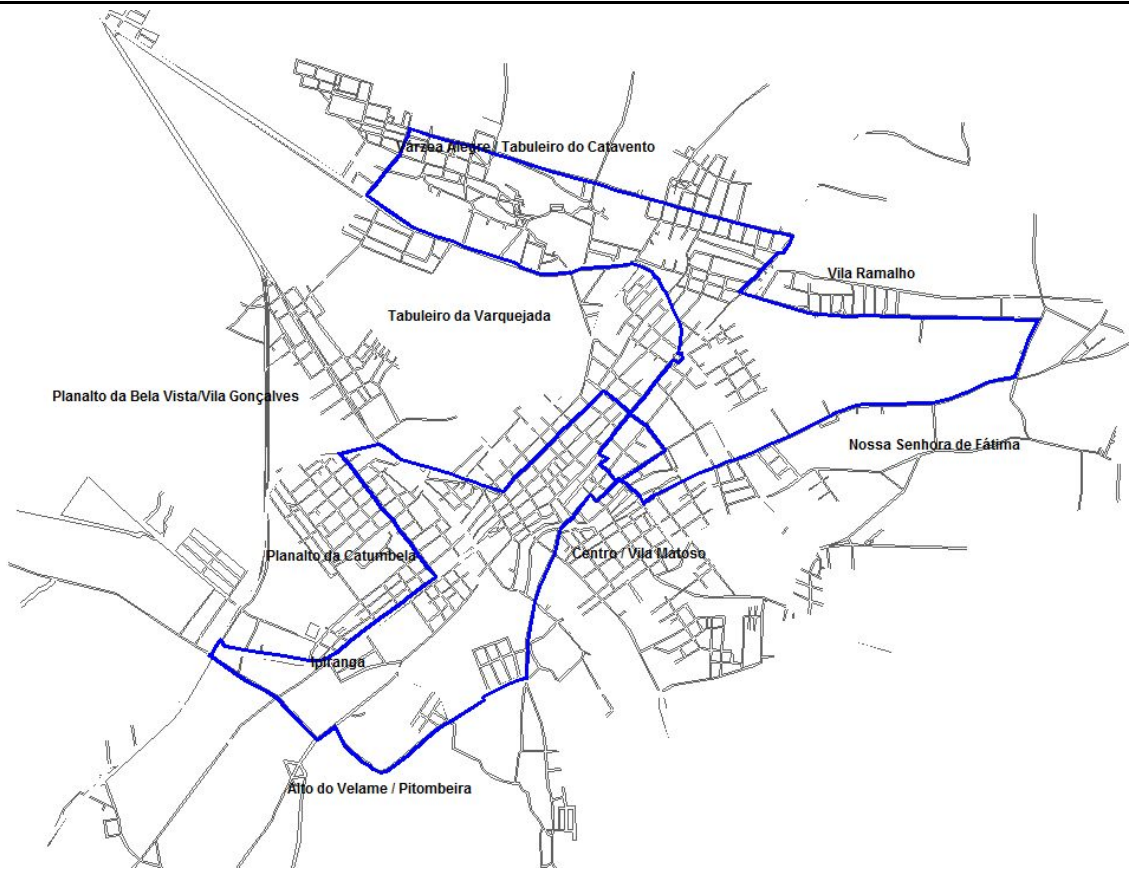 Várzea Alegre / Tabuleiro do Catavento
Vila Ramalho
Tabuleiro da Varquejada
Planalto da Bela Vista/Vila Gonçalves
Nossa Senhora de Fátima
Planalto da Catumbela
Centro / Vila Matoso
Ipiranga
Alto do Velame / Pitombeira